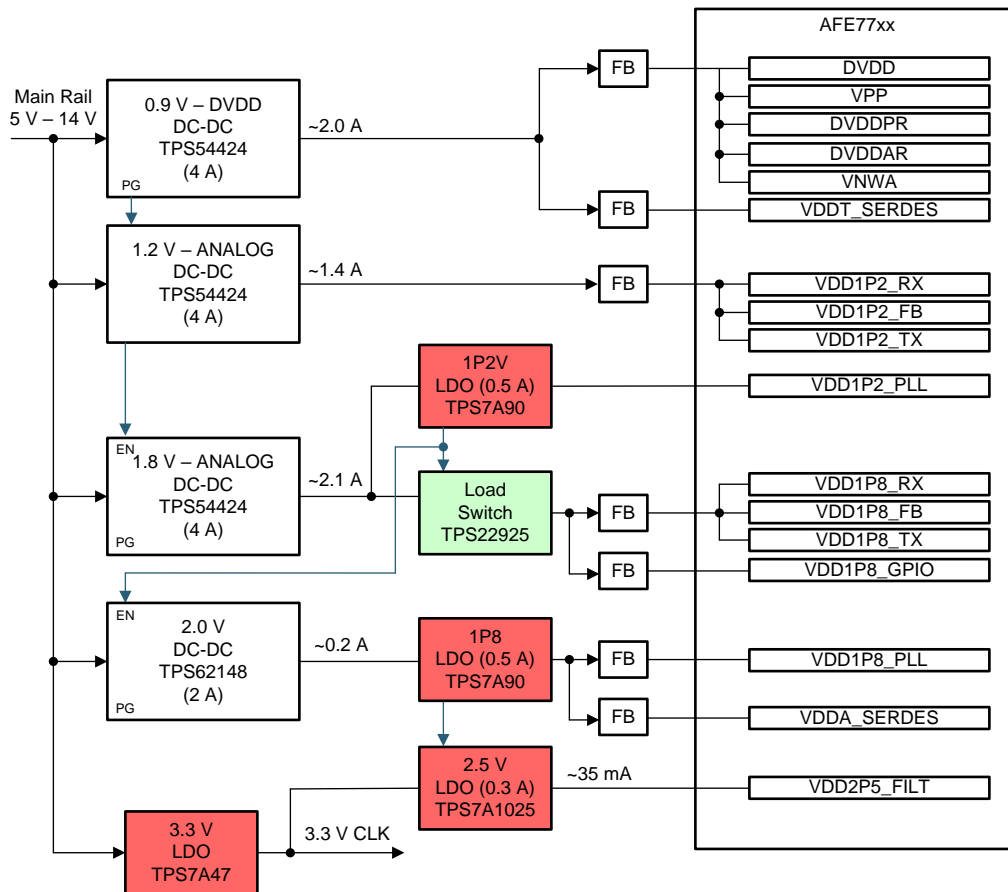 AFE77xx
Main Rail
5 V – 14 V
0.9 V – DVDD
DC-DC
TPS54424
(4 A)
PG
~2.0 A
FB
DVDD
VPP
DVDDPR
DVDDAR
VNWA
FB
VDDT_SERDES
1.2 V – ANALOG
DC-DC
TPS54424
(4 A)
~1.4 A
FB
VDD1P2_RX
VDD1P2_FB
VDD1P2_TX
1P2V
LDO (0.5 A)
TPS7A90
VDD1P2_PLL
EN
1.8 V – ANALOG
DC-DC
TPS54424
(4 A)
PG
~2.1 A
Load
Switch
TPS22925
FB
VDD1P8_RX
VDD1P8_FB
VDD1P8_TX
FB
VDD1P8_GPIO
EN
2.0 V
DC-DC
TPS62148
(2 A)
PG
~0.2 A
1P8
LDO (0.5 A)
TPS7A90
FB
VDD1P8_PLL
FB
VDDA_SERDES
2.5 V
LDO (0.3 A)
TPS7A1025
~35 mA
VDD2P5_FILT
3.3 V
LDO
TPS7A47
3.3 V CLK